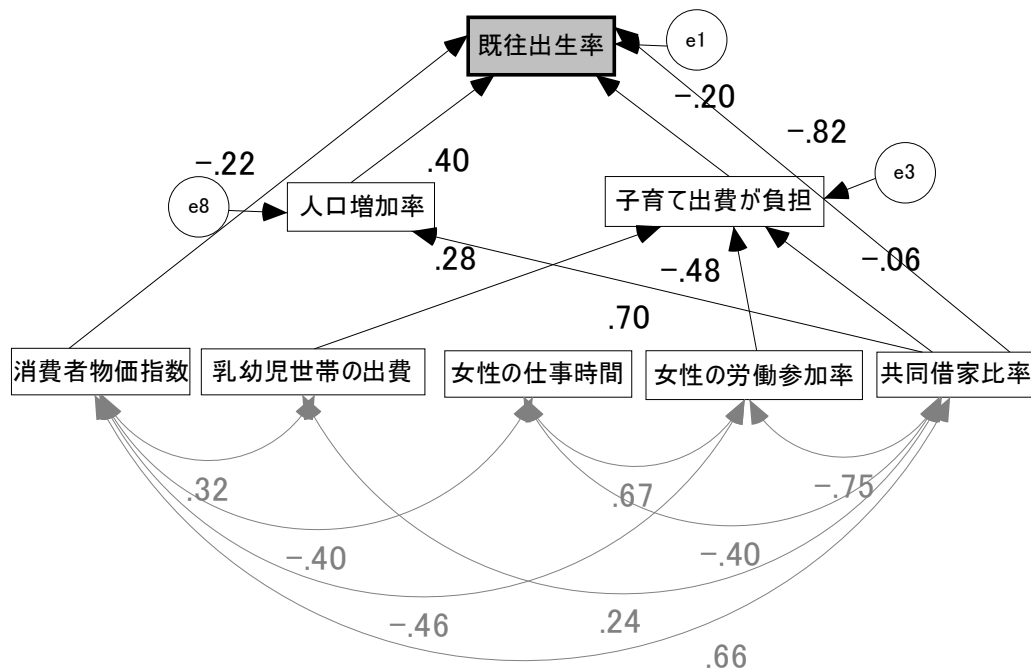 既往出生率
e1
-.20
-.82
-.22
.40
e3
e8
人口増加率
子育て出費が負担
.28
-.48
-.06
.70
消費者物価指数
乳幼児世帯の出費
女性の仕事時間
女性の労働参加率
共同借家比率
.32
.67
-.75
-.40
-.40
-.46
.24
.66